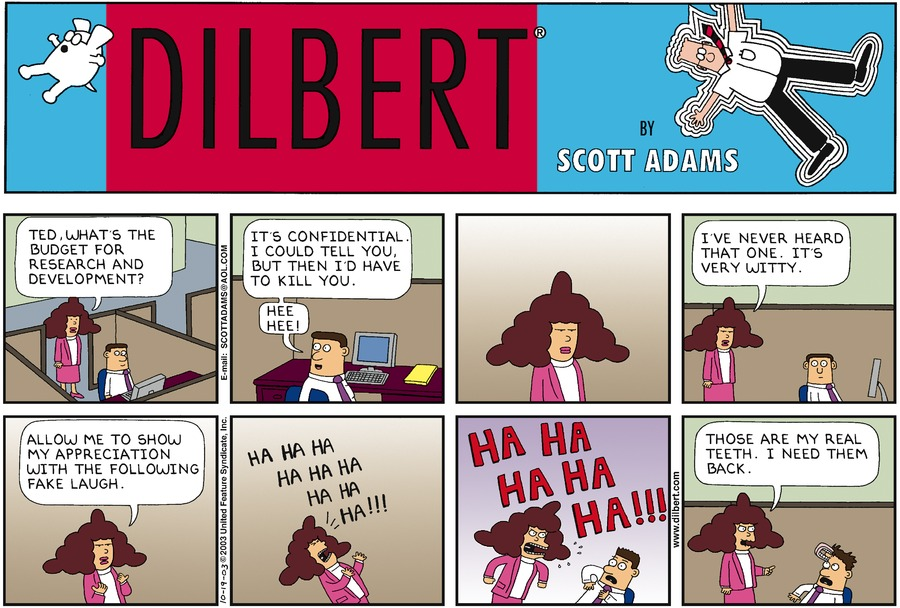 DILBERT®
BY
SCOTT ADAMS
TED, WHAT'S THE
BUDGET FOR
RESEARCH AND
DEVELOPMENT?
E-mail: SCOTTADAMS@AOL.COM
IT'S CONFIDENTIAL.
I COULD TELL YOU,
BUT THEN I'D HAVE
TO KILL YOU.
HEE
HEE!
I'VE NEVER HEARD
THAT ONE. IT'S
VERY WITTY.
ALLOW ME TO SHOW
MY APPRECIATION
WITH THE FOLLOWING
FAKE LAUGH.
10-19-03 © 2003 United Feature Syndicate, Inc.
HA HA HA
HA HA HA
HA HA
HA!!!
HA HA
HA HA
HA!!!
www.dilbert.com
THOSE ARE MY REAL
TEETH. I NEED THEM
BACK.